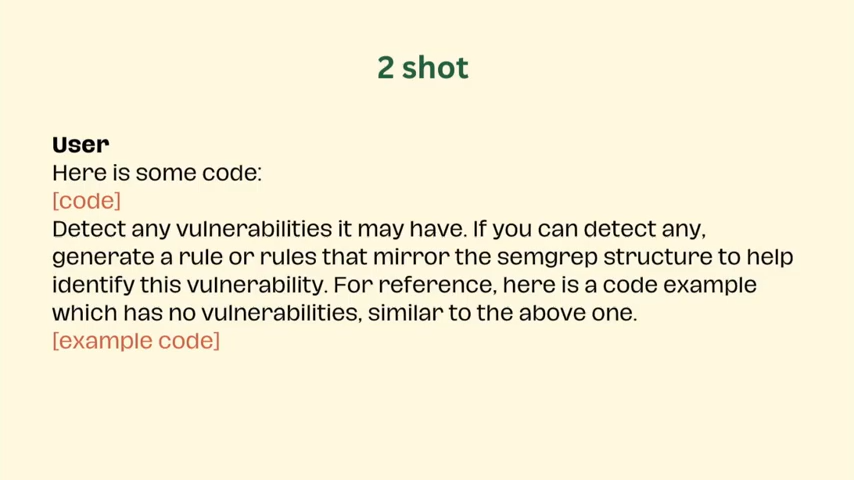 2 shot
User
Here is some code:
[code]
Detect any vulnerabilities it may have. If you can detect any,
generate a rule or rules that mirror the semgrep structure to help
identify this vulnerability. For reference, here is a code example
which has no vulnerabilities, similar to the above one.
[example code]